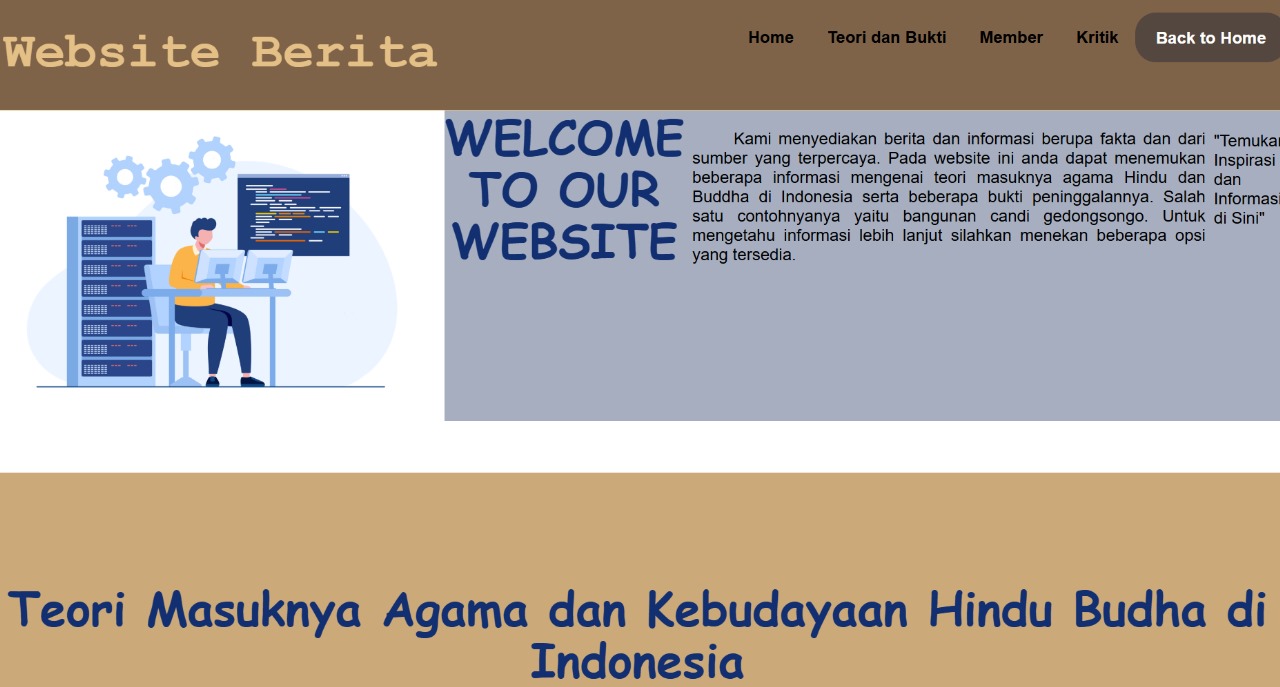 Website Berita
Home
Teori dan Bukti
Member
Kritik
Back to Home
WELCOME
TO OUR
WEBSITE
Kami menyediakan berita dan informasi berupa fakta dan dari
sumber yang terpercaya. Pada website ini anda dapat menemukan
beberapa informasi mengenai teori masuknya agama Hindu dan
Buddha di Indonesia serta beberapa bukti peninggalannya. Salah
satu contohnyanya yaitu bangunan candi gedongsongo. Untuk
mengetahu informasi lebih lanjut silahkan menekan beberapa opsi
yang tersedia.
"Temukan
Inspirasi
dan
Informasi
di Sini"
Teori Masuknya Agama dan Kebudayaan Hindu Budha di
Indonesia